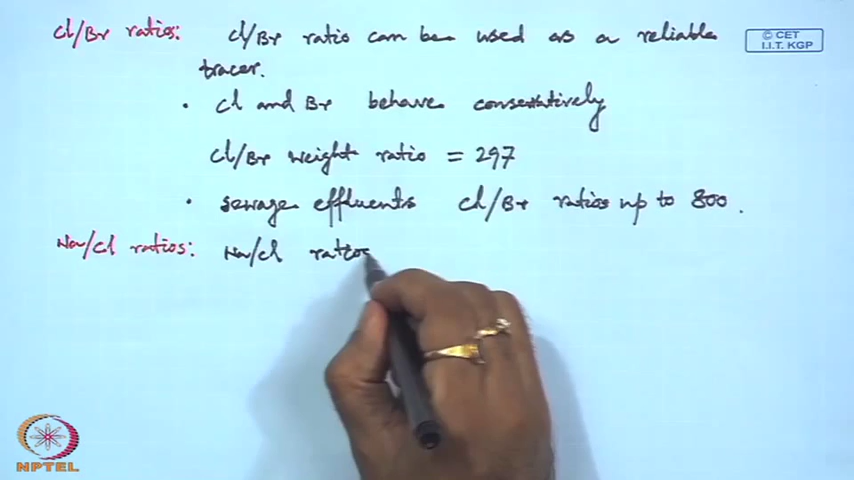 Cl/Br ratios: Cl/Br ratio can be used as a reliable
tracer.
© CET
I.I.T. KGP
• Cl and Br behave conservatively
Cl/Br weight ratio = 297
• sewage effluents Cl/Br ratios up to 800.
Na/Cl ratios: Na/Cl ratios
NPTEL